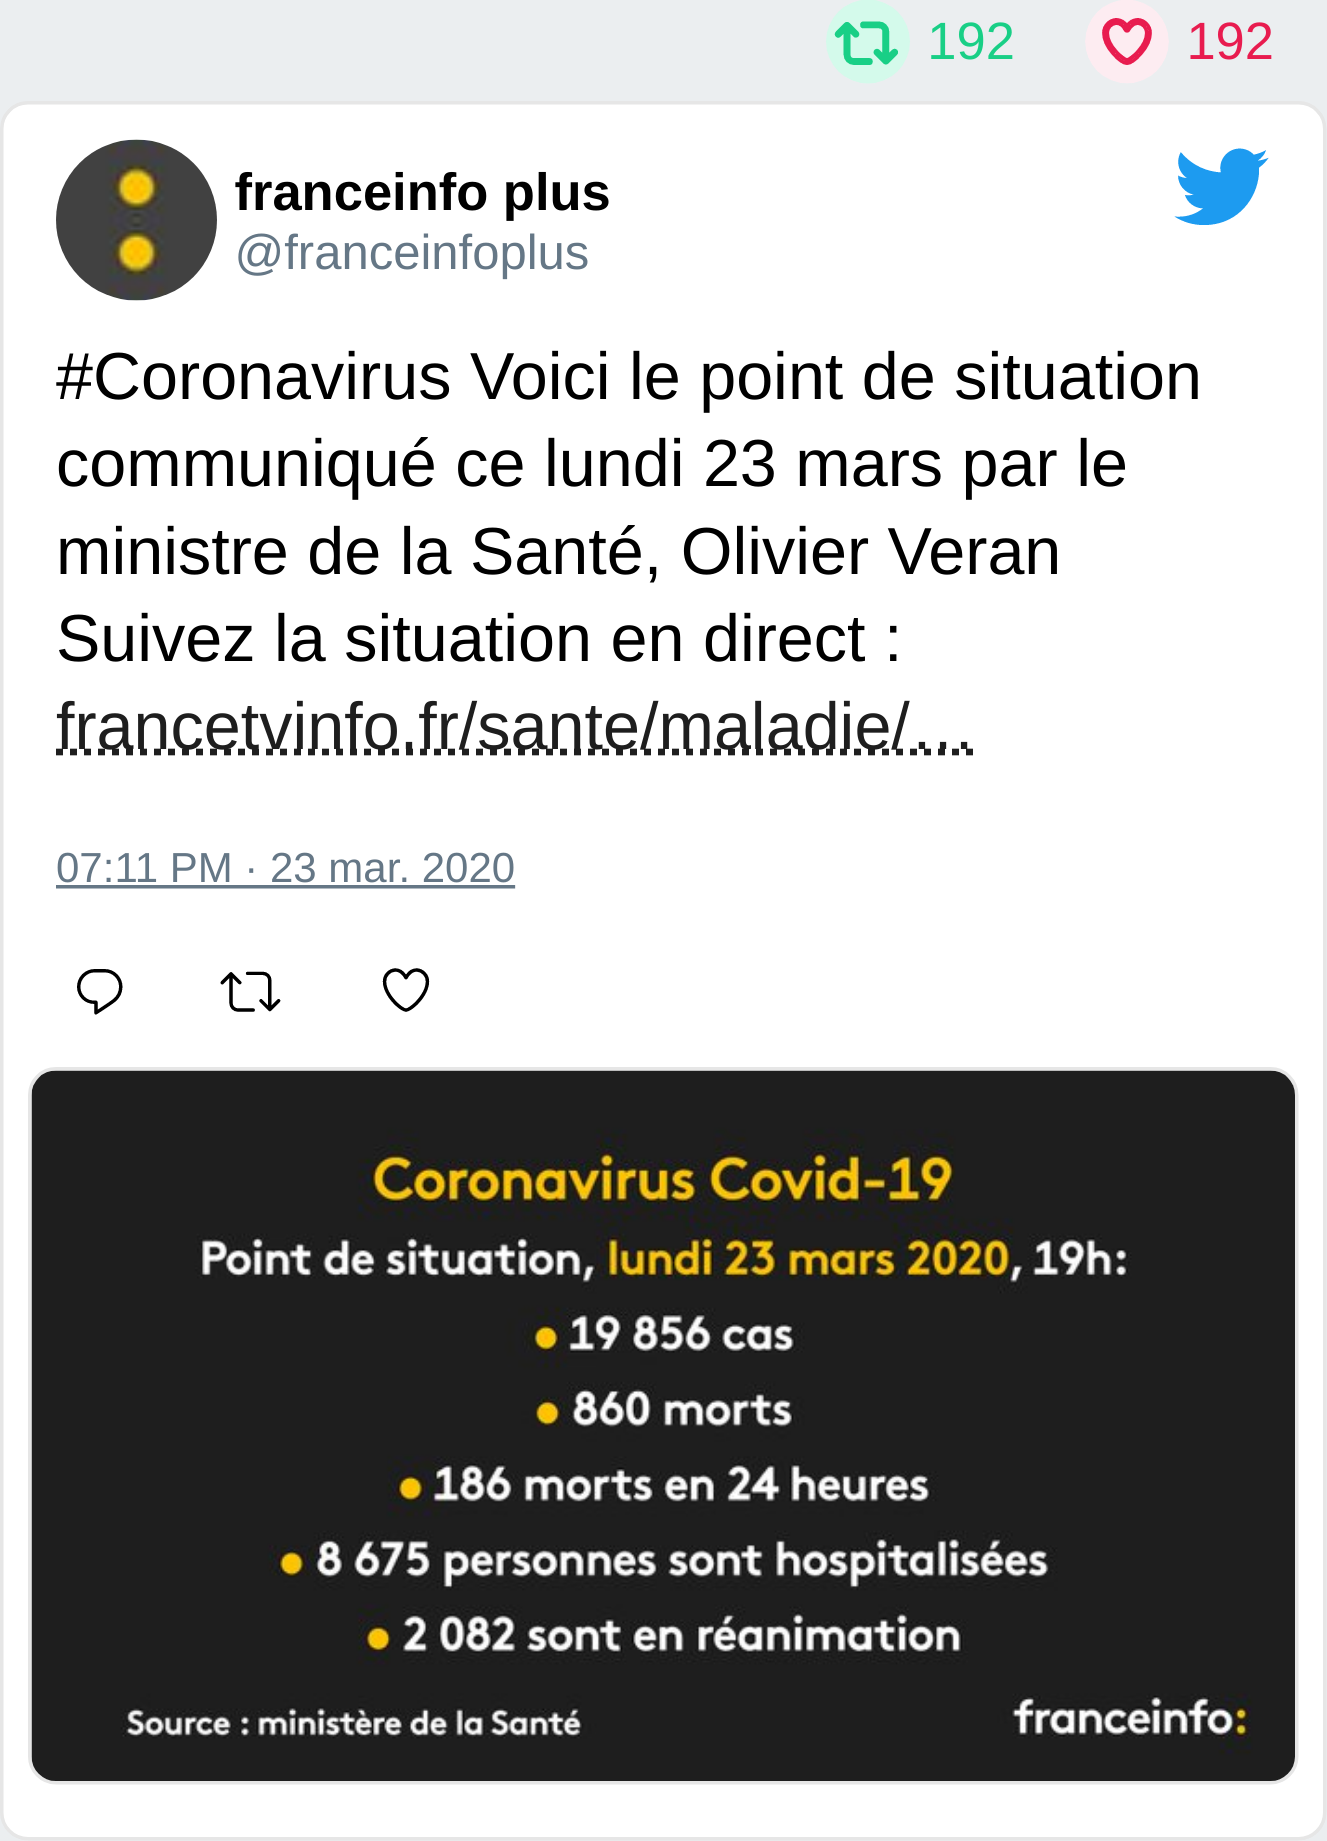 192 192
franceinfo plus
@franceinfoplus
#Coronavirus Voici le point de situation
communiqué ce lundi 23 mars par le
ministre de la Santé, Olivier Veran
Suivez la situation en direct :
francetvinfo.fr/sante/maladie/…
07:11 PM · 23 mar. 2020
Coronavirus Covid-19
Point de situation, lundi 23 mars 2020, 19h:
• 19 856 cas
• 860 morts
• 186 morts en 24 heures
• 8 675 personnes sont hospitalisées
• 2 082 sont en réanimation
Source : ministère de la Santé
franceinfo: